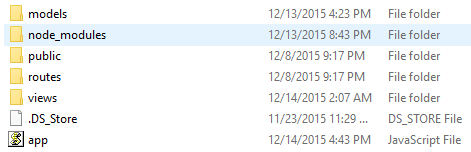 models 12/13/2015 4:23 PM File folder
node_modules 12/13/2015 8:43 PM File folder
public 12/8/2015 9:17 PM File folder
routes 12/8/2015 9:17 PM File folder
views 12/14/2015 2:07 AM File folder
.DS_Store 11/23/2015 11:29 ... DS_STORE File
app 12/14/2015 4:43 PM JavaScript File